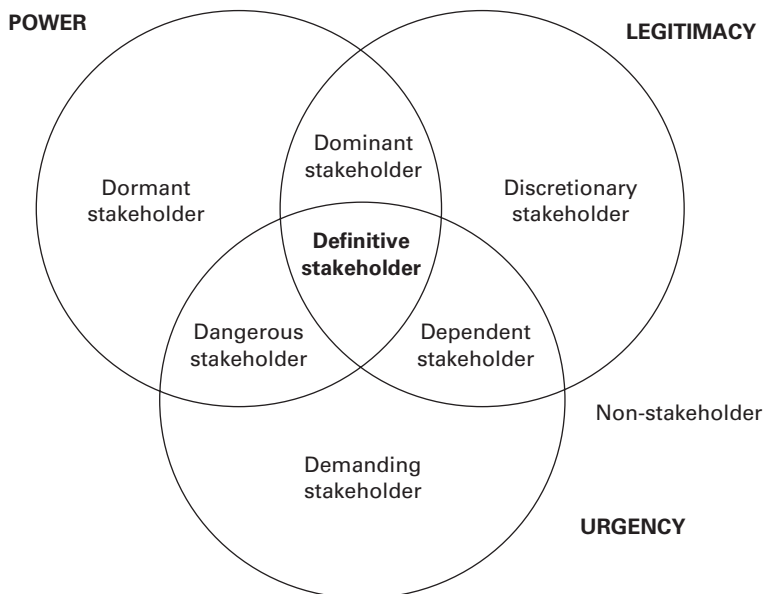 POWER
LEGITIMACY
Dominant
stakeholder
Dormant
stakeholder
Discretionary
stakeholder
Definitive
stakeholder
Dangerous
stakeholder
Dependent
stakeholder
Non-stakeholder
Demanding
stakeholder
URGENCY